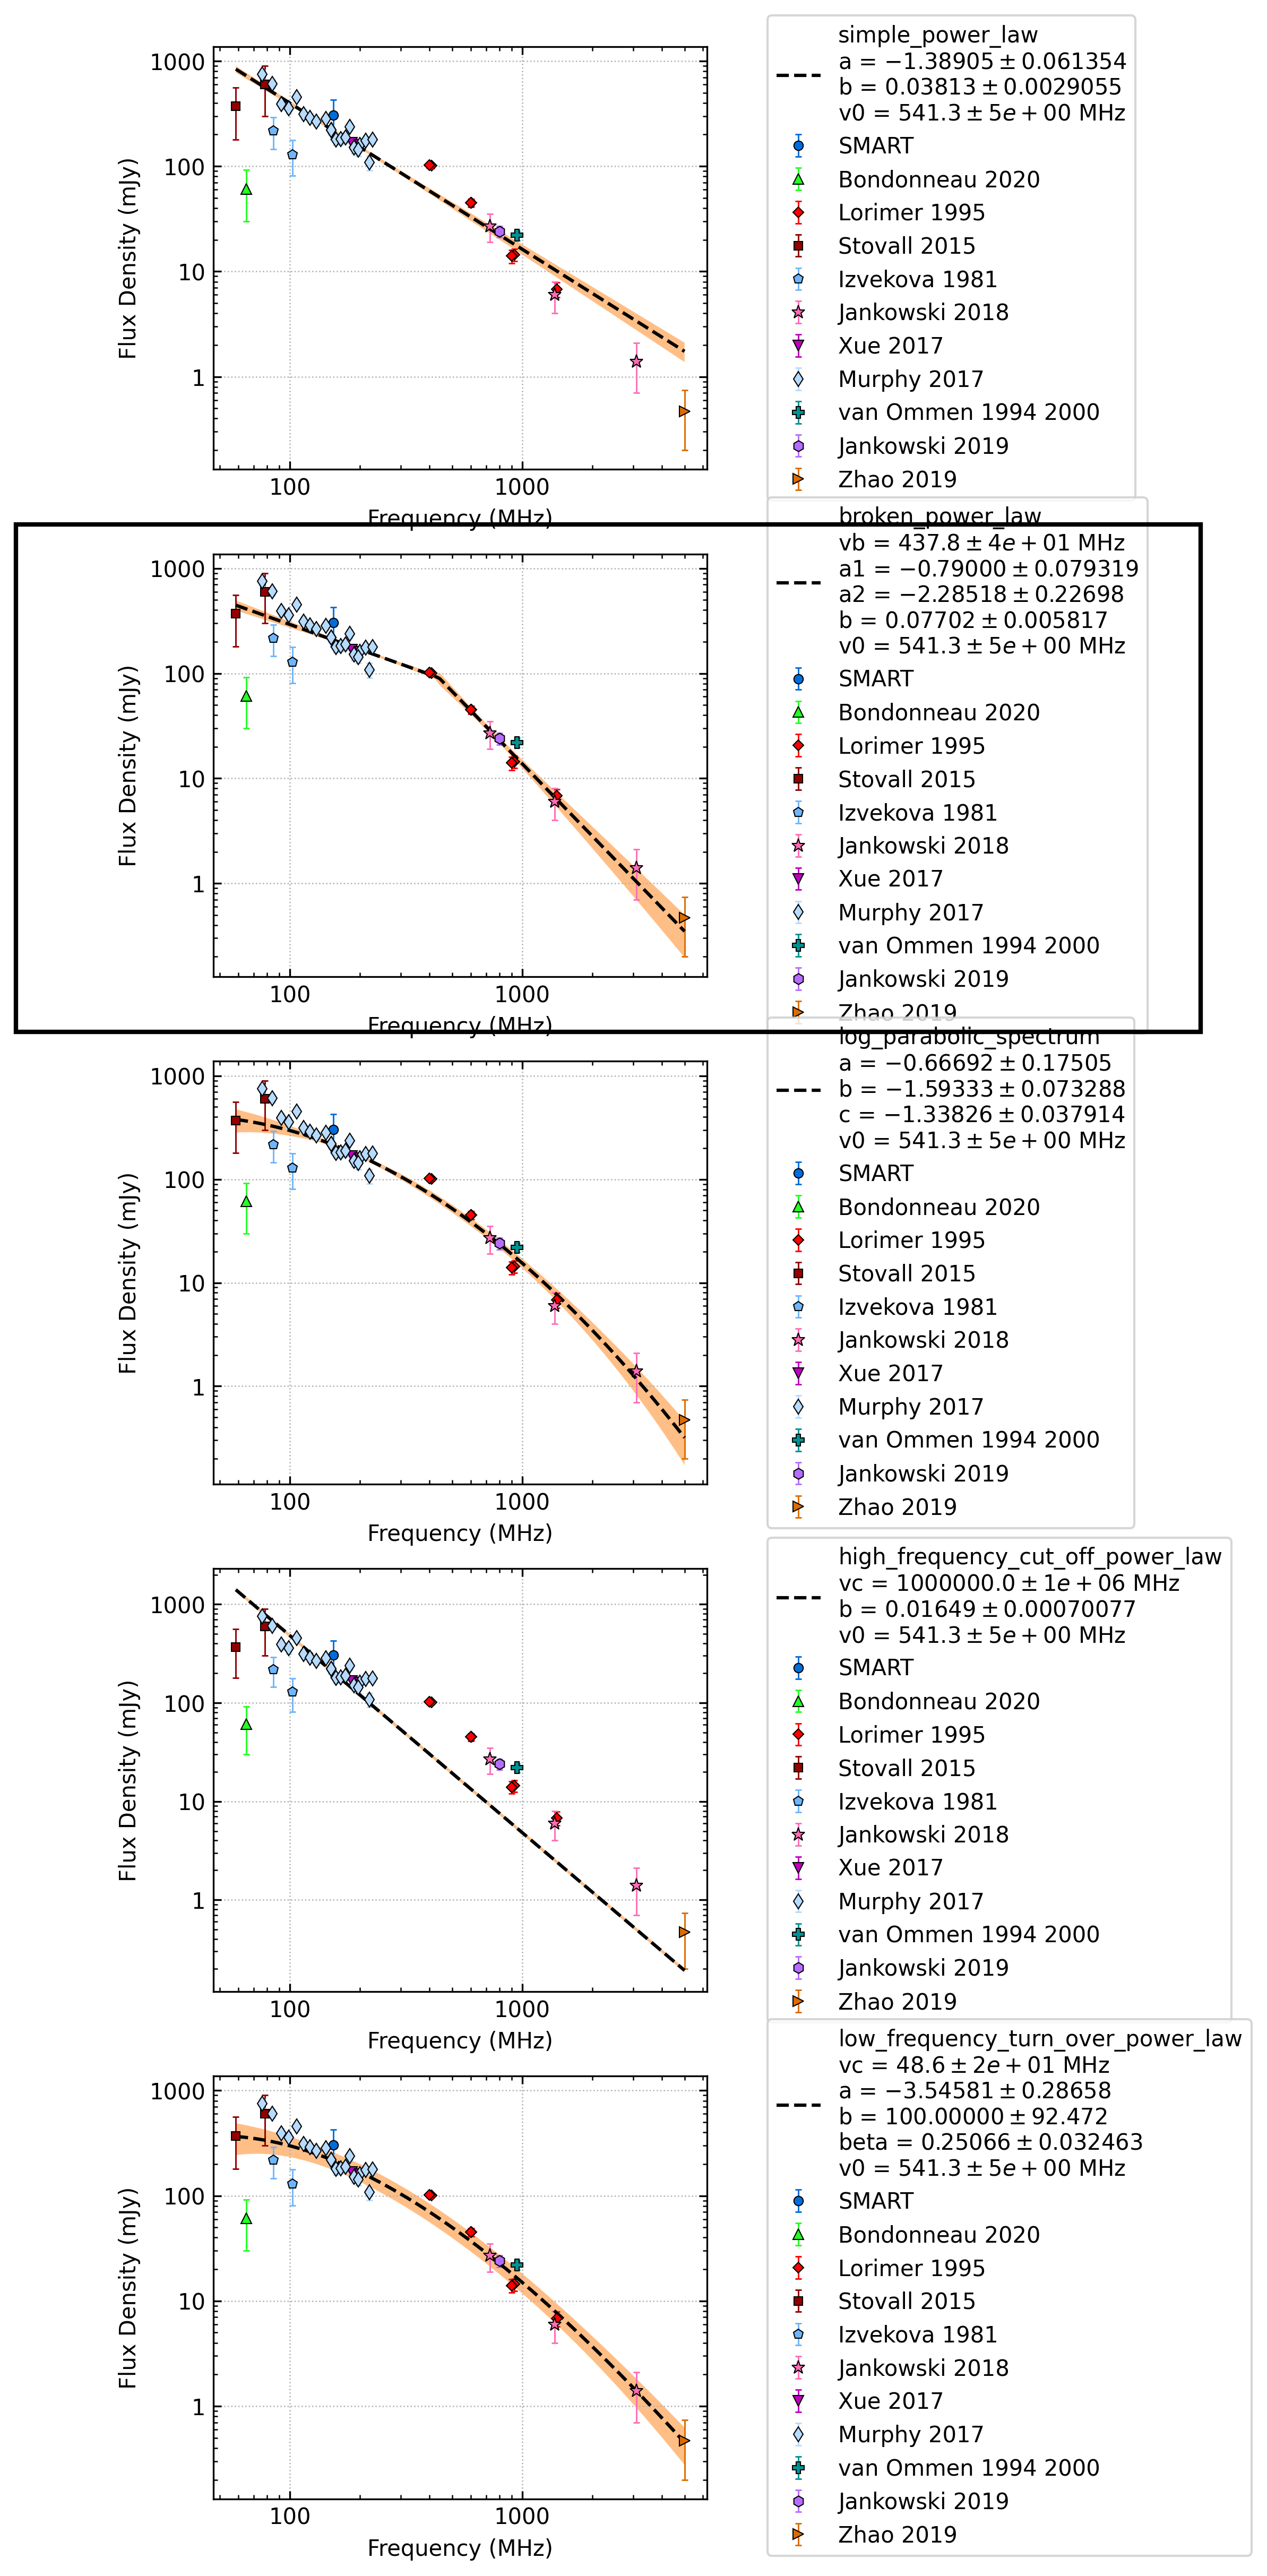 simple_power_law
a = −1.38905 ± 0.061354
b = 0.03813 ± 0.0029055
v0 = 541.3 ± 5e + 00 MHz
SMART
Bondonneau 2020
Lorimer 1995
Stovall 2015
Izvekova 1981
Jankowski 2018
Xue 2017
Murphy 2017
van Ommen 1994 2000
Jankowski 2019
Zhao 2019
1000
100
10
1
Flux Density (mJy)
100 1000
Frequency (MHz)
broken_power_law
vb = 437.8 ± 4e + 01 MHz
a1 = −0.79000 ± 0.079319
a2 = −2.28518 ± 0.22698
b = 0.07702 ± 0.005817
v0 = 541.3 ± 5e + 00 MHz
SMART
Bondonneau 2020
Lorimer 1995
Stovall 2015
Izvekova 1981
Jankowski 2018
Xue 2017
Murphy 2017
van Ommen 1994 2000
Jankowski 2019
Zhao 2019
1000
100
10
1
Flux Density (mJy)
100 1000
Frequency (MHz)
log_parabolic_spectrum
a = −0.66692 ± 0.17505
b = −1.59333 ± 0.073288
c = −1.33826 ± 0.037914
v0 = 541.3 ± 5e + 00 MHz
SMART
Bondonneau 2020
Lorimer 1995
Stovall 2015
Izvekova 1981
Jankowski 2018
Xue 2017
Murphy 2017
van Ommen 1994 2000
Jankowski 2019
Zhao 2019
1000
100
10
1
Flux Density (mJy)
100 1000
Frequency (MHz)
high_frequency_cut_off_power_law
vc = 1000000.0 ± 1e + 06 MHz
b = 0.01649 ± 0.00070077
v0 = 541.3 ± 5e + 00 MHz
SMART
Bondonneau 2020
Lorimer 1995
Stovall 2015
Izvekova 1981
Jankowski 2018
Xue 2017
Murphy 2017
van Ommen 1994 2000
Jankowski 2019
Zhao 2019
1000
100
10
1
Flux Density (mJy)
100 1000
Frequency (MHz)
low_frequency_turn_over_power_law
vc = 48.6 ± 2e + 01 MHz
a = −3.54581 ± 0.28658
b = 100.00000 ± 92.472
beta = 0.25066 ± 0.032463
v0 = 541.3 ± 5e + 00 MHz
SMART
Bondonneau 2020
Lorimer 1995
Stovall 2015
Izvekova 1981
Jankowski 2018
Xue 2017
Murphy 2017
van Ommen 1994 2000
Jankowski 2019
Zhao 2019
1000
100
10
1
Flux Density (mJy)
100 1000
Frequency (MHz)